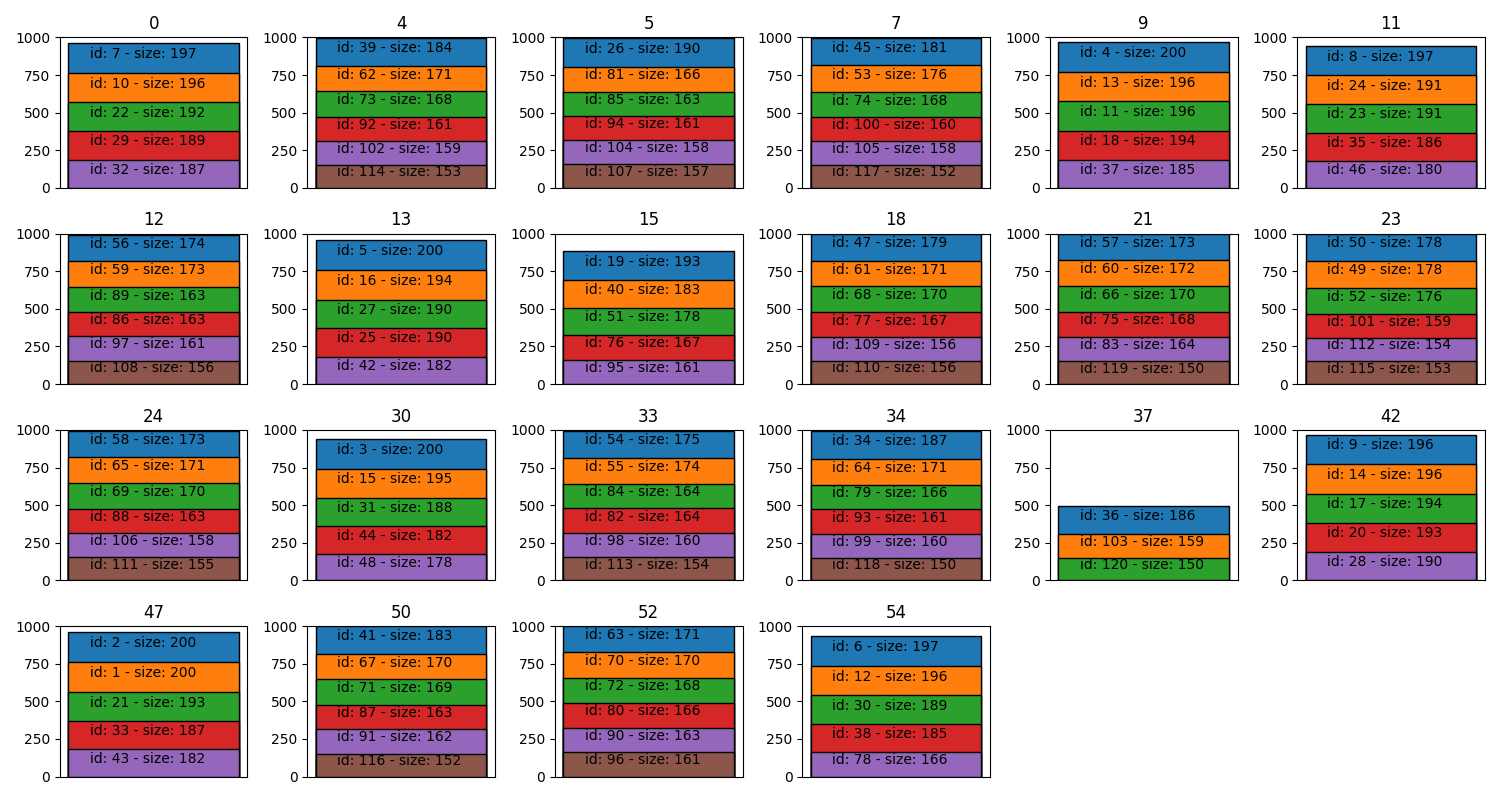 0
1000
750
500
250
0
id: 7 - size: 197
id: 10 - size: 196
id: 22 - size: 192
id: 29 - size: 189
id: 32 - size: 187
4
1000
750
500
250
0
id: 39 - size: 184
id: 62 - size: 171
id: 73 - size: 168
id: 92 - size: 161
id: 102 - size: 159
id: 114 - size: 153
5
1000
750
500
250
0
id: 26 - size: 190
id: 81 - size: 166
id: 85 - size: 163
id: 94 - size: 161
id: 104 - size: 158
id: 107 - size: 157
7
1000
750
500
250
0
id: 45 - size: 181
id: 53 - size: 176
id: 74 - size: 168
id: 100 - size: 160
id: 105 - size: 158
id: 117 - size: 152
9
1000
750
500
250
0
id: 4 - size: 200
id: 13 - size: 196
id: 11 - size: 196
id: 18 - size: 194
id: 37 - size: 185
11
1000
750
500
250
0
id: 8 - size: 197
id: 24 - size: 191
id: 23 - size: 191
id: 35 - size: 186
id: 46 - size: 180
12
1000
750
500
250
0
id: 56 - size: 174
id: 59 - size: 173
id: 89 - size: 163
id: 86 - size: 163
id: 97 - size: 161
id: 108 - size: 156
13
1000
750
500
250
0
id: 5 - size: 200
id: 16 - size: 194
id: 27 - size: 190
id: 25 - size: 190
id: 42 - size: 182
15
1000
750
500
250
0
id: 19 - size: 193
id: 40 - size: 183
id: 51 - size: 178
id: 76 - size: 167
id: 95 - size: 161
18
1000
750
500
250
0
id: 47 - size: 179
id: 61 - size: 171
id: 68 - size: 170
id: 77 - size: 167
id: 109 - size: 156
id: 110 - size: 156
21
1000
750
500
250
0
id: 57 - size: 173
id: 60 - size: 172
id: 66 - size: 170
id: 75 - size: 168
id: 83 - size: 164
id: 119 - size: 150
23
1000
750
500
250
0
id: 50 - size: 178
id: 49 - size: 178
id: 52 - size: 176
id: 101 - size: 159
id: 112 - size: 154
id: 115 - size: 153
24
1000
750
500
250
0
id: 58 - size: 173
id: 65 - size: 171
id: 69 - size: 170
id: 88 - size: 163
id: 106 - size: 158
id: 111 - size: 155
30
1000
750
500
250
0
id: 3 - size: 200
id: 15 - size: 195
id: 31 - size: 188
id: 44 - size: 182
id: 48 - size: 178
33
1000
750
500
250
0
id: 54 - size: 175
id: 55 - size: 174
id: 84 - size: 164
id: 82 - size: 164
id: 98 - size: 160
id: 113 - size: 154
34
1000
750
500
250
0
id: 34 - size: 187
id: 64 - size: 171
id: 79 - size: 166
id: 93 - size: 161
id: 99 - size: 160
id: 118 - size: 150
37
1000
750
500
250
0
id: 36 - size: 186
id: 103 - size: 159
id: 120 - size: 150
42
1000
750
500
250
0
id: 9 - size: 196
id: 14 - size: 196
id: 17 - size: 194
id: 20 - size: 193
id: 28 - size: 190
47
1000
750
500
250
0
id: 2 - size: 200
id: 1 - size: 200
id: 21 - size: 193
id: 33 - size: 187
id: 43 - size: 182
50
1000
750
500
250
0
id: 41 - size: 183
id: 67 - size: 170
id: 71 - size: 169
id: 87 - size: 163
id: 91 - size: 162
id: 116 - size: 152
52
1000
750
500
250
0
id: 63 - size: 171
id: 70 - size: 170
id: 72 - size: 168
id: 80 - size: 166
id: 90 - size: 163
id: 96 - size: 161
54
1000
750
500
250
0
id: 6 - size: 197
id: 12 - size: 196
id: 30 - size: 189
id: 38 - size: 185
id: 78 - size: 166